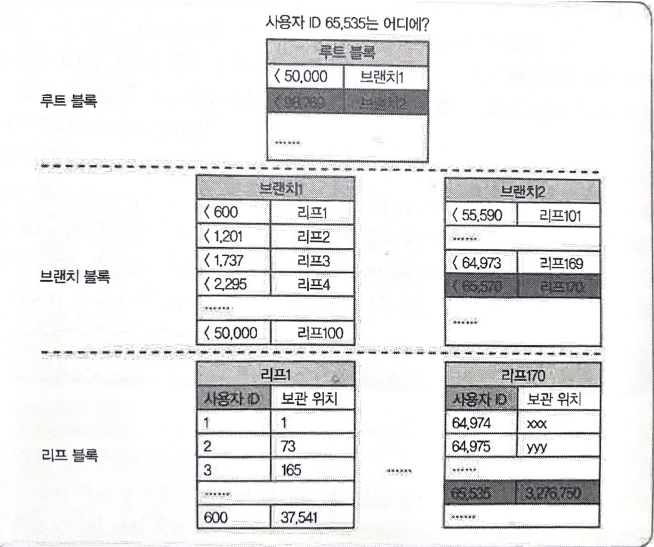 사용자 ID 65,535는 어디에?
루트 블록
루트 블록
< 50,000 브랜치1
< 98,769 브랜치2
......
브랜치 블록
브랜치1
< 600 리프1
< 1,201 리프2
< 1,737 리프3
< 2,295 리프4
......
< 50,000 리프100
브랜치2
< 55,590 리프101
......
< 64,973 리프169
< 65,570 리프170
......
리프 블록
리프1
사용자 ID 보관 위치
1 1
2 73
3 165
......
600 37,541
......
리프170
사용자 ID 보관 위치
64,974 xxx
64,975 yyy
......
65,535 3,276,750
......